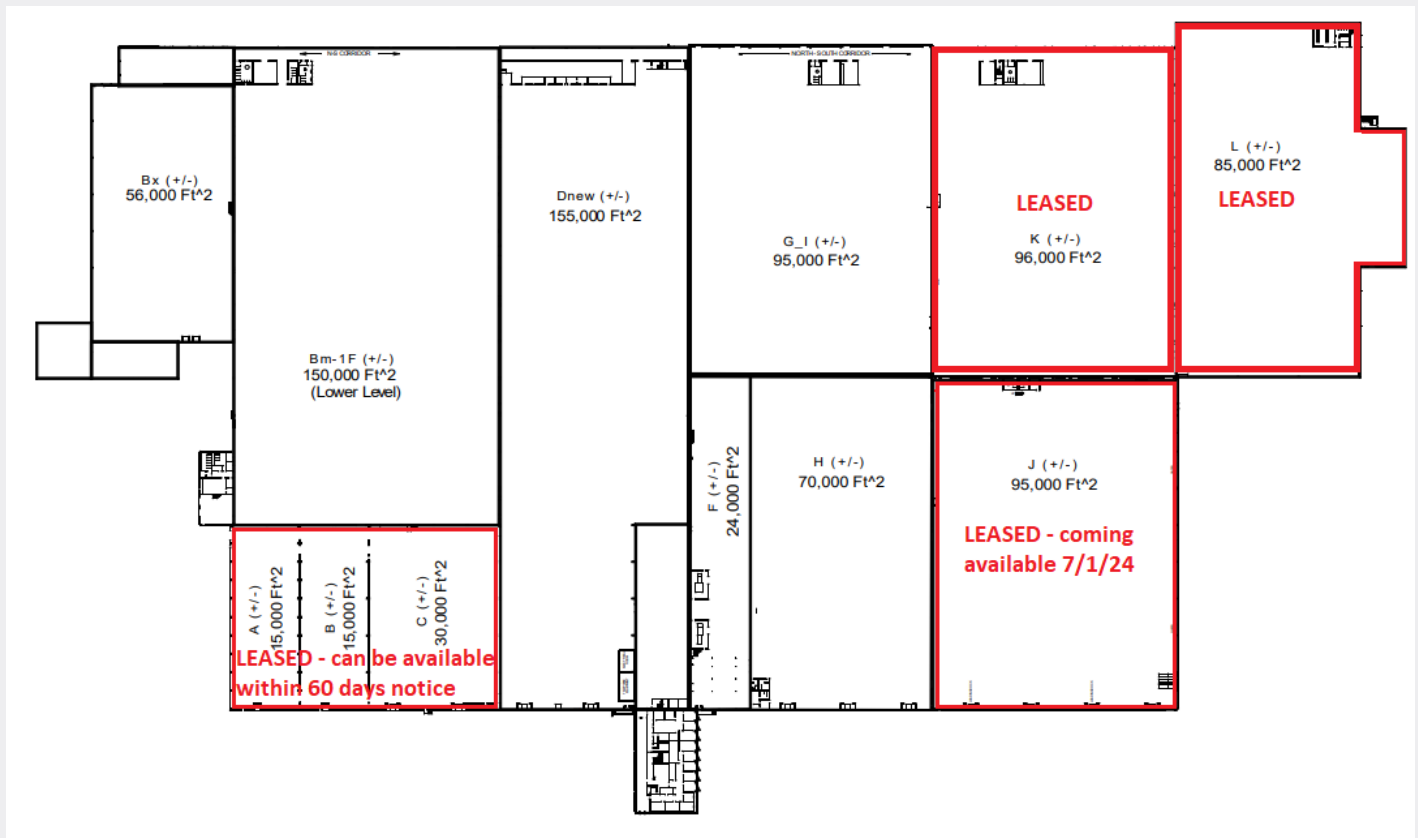 N-S CORRIDOR
NORTH - SOUTH CORRIDOR
Bx (+/-)
56,000 Ft^2
Bm-1F (+/-)
150,000 Ft^2
(Lower Level)
Dnew (+/-)
155,000 Ft^2
G_I (+/-)
95,000 Ft^2
LEASED
K (+/-)
96,000 Ft^2
L (+/-)
85,000 Ft^2
LEASED
A (+/-)
15,000 Ft^2
B (+/-)
15,000 Ft^2
C (+/-)
30,000 Ft^2
LEASED - can be available
within 60 days notice
F (+/-)
24,000 Ft^2
H (+/-)
70,000 Ft^2
J (+/-)
95,000 Ft^2
LEASED - coming
available 7/1/24